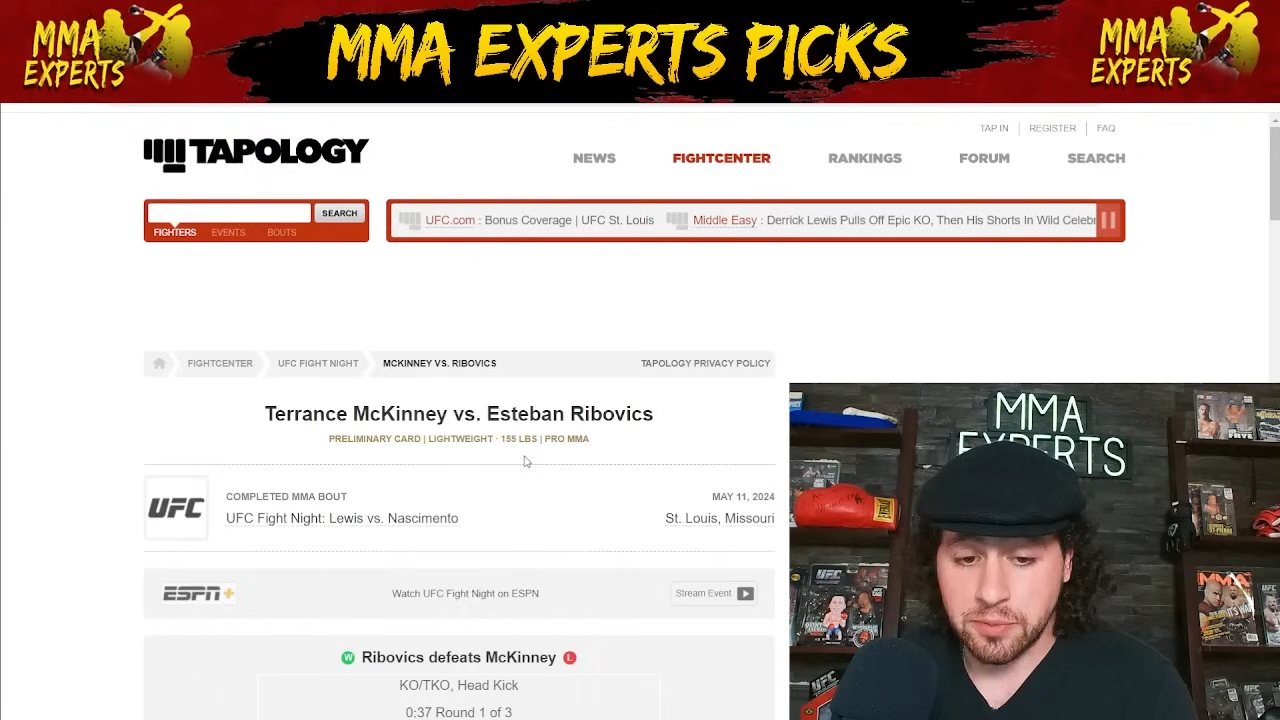 MMA EXPERTS
MMA EXPERTS PICKS
MMA EXPERTS
TAP IN
REGISTER
FAQ
TAPOLOGY
NEWS
FIGHTCENTER
RANKINGS
FORUM
SEARCH
SEARCH
FIGHTERS
EVENTS
BOUTS
UFC.com : Bonus Coverage | UFC St. Louis
Middle Easy : Derrick Lewis Pulls Off Epic KO, Then His Shorts In Wild Celebr
FIGHTCENTER
UFC FIGHT NIGHT
MCKINNEY VS. RIBOVICS
TAPOLOGY PRIVACY POLICY
Terrance McKinney vs. Esteban Ribovics
PRELIMINARY CARD | LIGHTWEIGHT · 155 LBS | PRO MMA
UFC
COMPLETED MMA BOUT
MAY 11, 2024
UFC Fight Night: Lewis vs. Nascimento
St. Louis, Missouri
ESPN+
Watch UFC Fight Night on ESPN
Stream Event
W Ribovics defeats McKinney L
KO/TKO, Head Kick
0:37 Round 1 of 3
MMA
EXPERTS
UFC
MMA
UFC